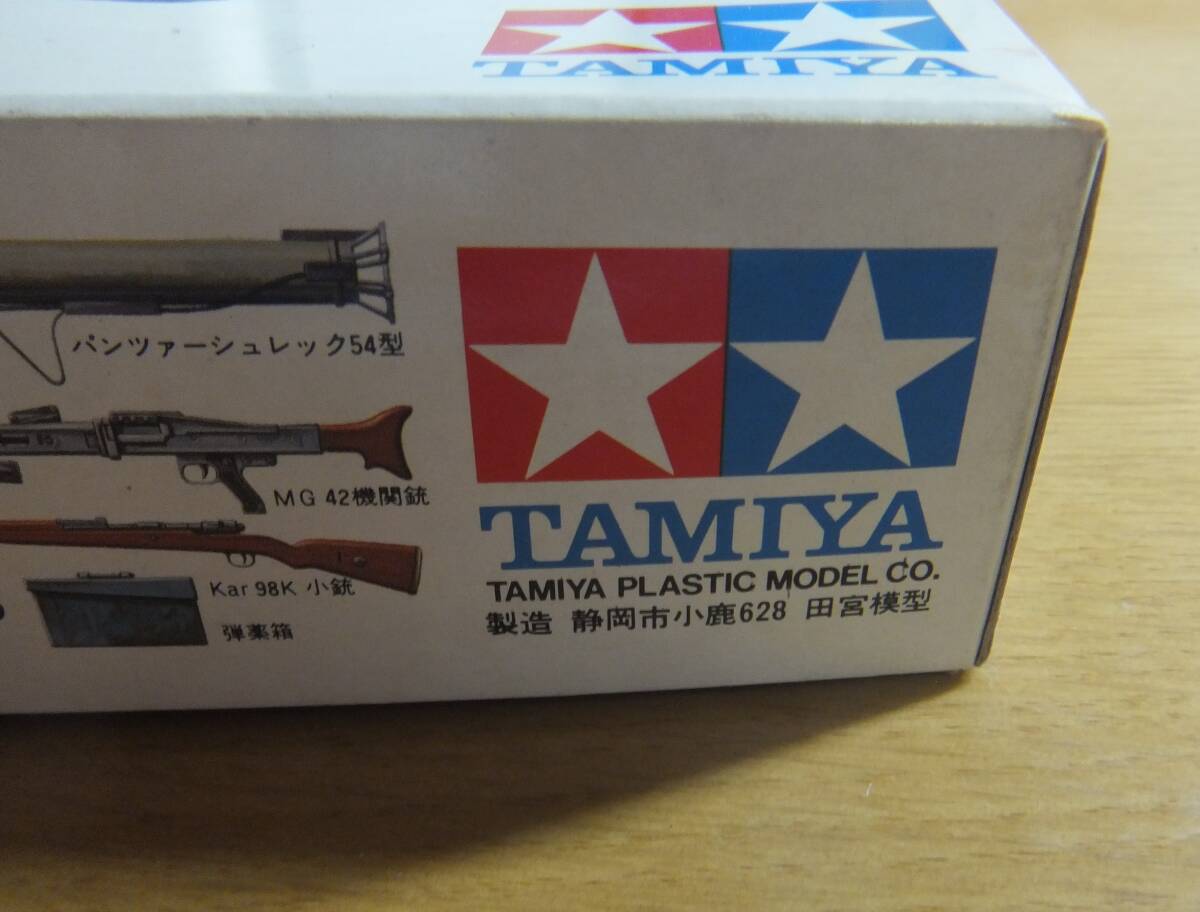 TAMIYA
パンツァーシュレック54型
MG 42機関銃
Kar 98K 小銃
弾薬箱
TAMIYA
TAMIYA PLASTIC MODEL CO.
製造 静岡市小鹿628 田宮模型